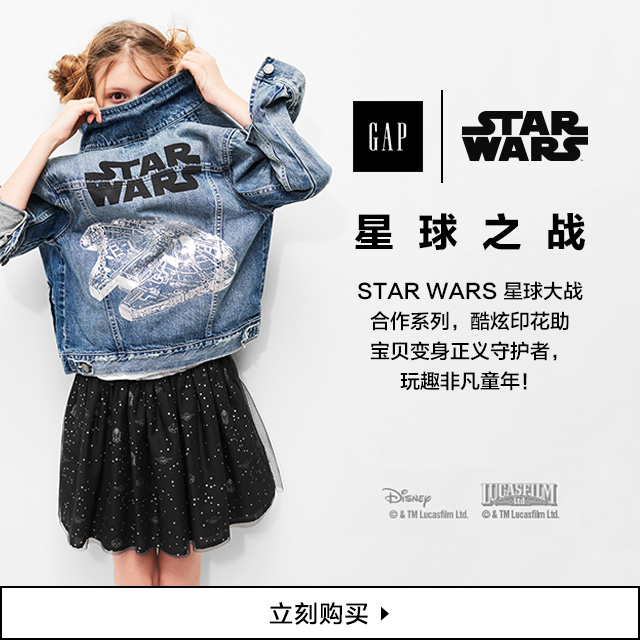 STAR
WARS
GAP
STAR
WARS
星球之战
STAR WARS 星球大战
合作系列，酷炫印花助
宝贝变身正义守护者，
玩趣非凡童年！
Disney
© & TM Lucasfilm Ltd.
LUCASFILM
Ltd
© & TM Lucasfilm Ltd.
立刻购买